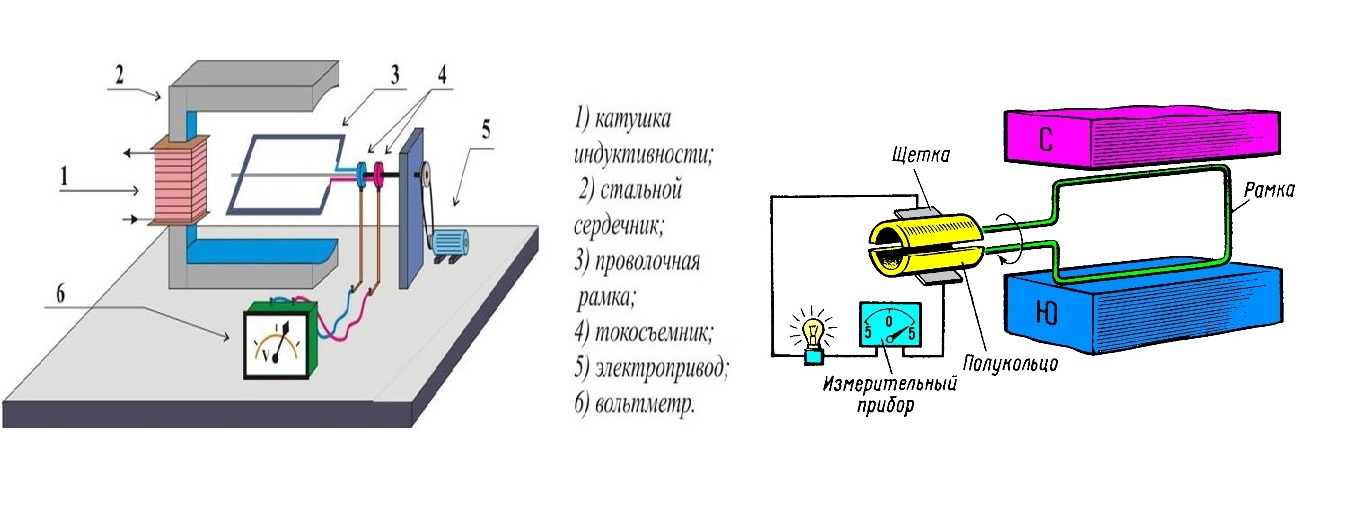 2
3
4
5
1
6
V
1) катушка
индуктивности;
2) стальной
сердечник;
3) проволочная
рамка;
4) токосъемник;
5) электропривод;
6) вольтметр.
С
Щетка
Рамка
Ю
5 0 5
Полукольцо
Измерительный
прибор